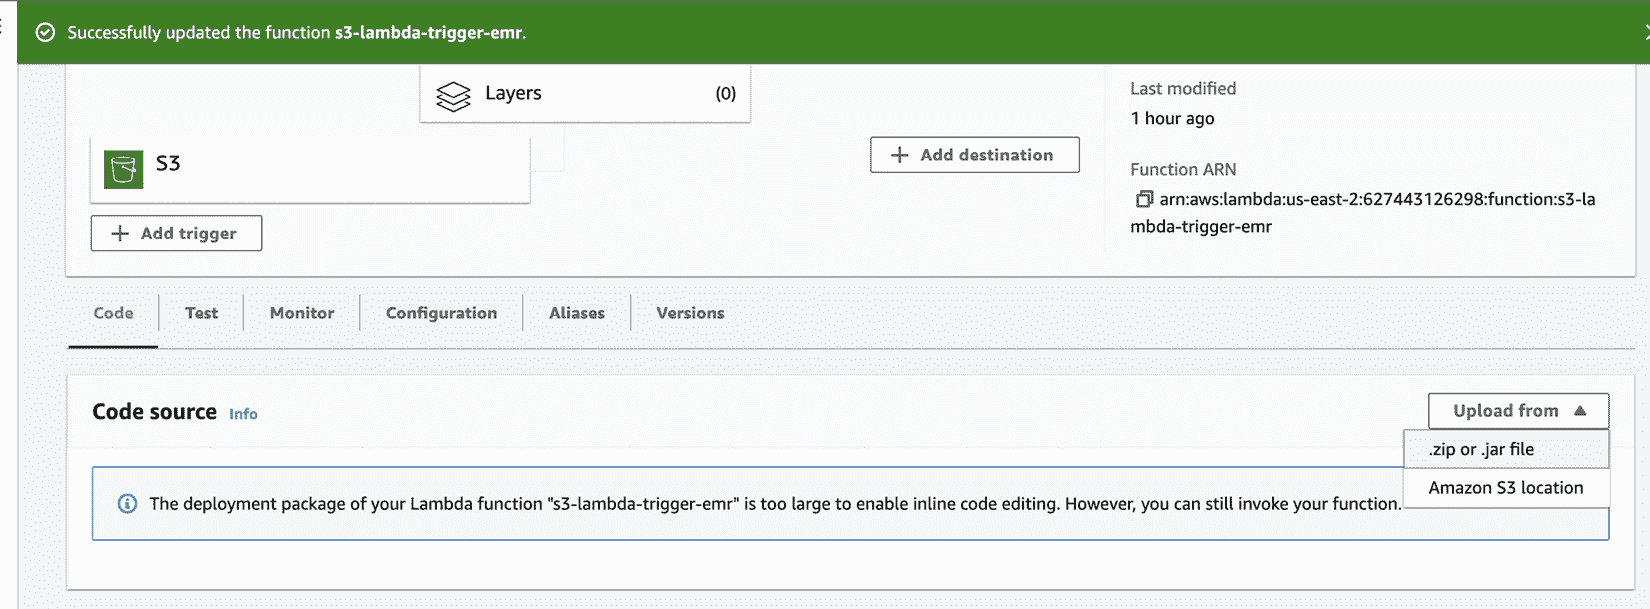 Successfully updated the function s3-lambda-trigger-emr.
Layers (0)
Last modified
1 hour ago
S3
Add destination
Function ARN
arn:aws:lambda:us-east-2:627443126298:function:s3-la
mbda-trigger-emr
Add trigger
Code Test Monitor Configuration Aliases Versions
Code source Info
Upload from
.zip or .jar file
Amazon S3 location
The deployment package of your Lambda function "s3-lambda-trigger-emr" is too large to enable inline code editing. However, you can still invoke your function.